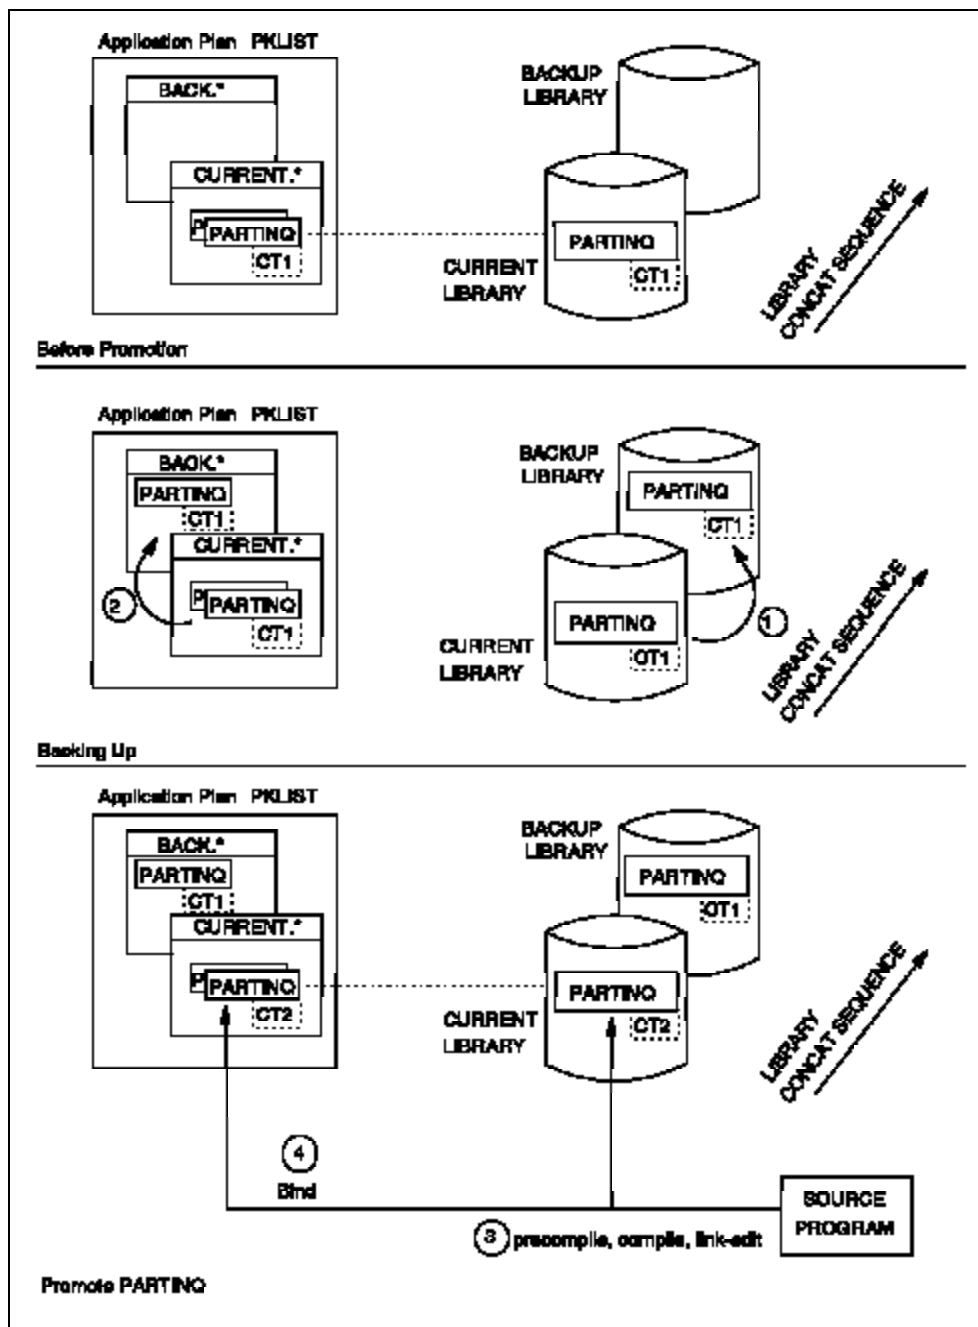 Application Plan PKLIST
BACK.*
CURRENT.*
P
PARTINQ
CT1
BACKUP
LIBRARY
CURRENT
LIBRARY
PARTINQ
CT1
LIBRARY
CONCAT SEQUENCE
Before Promotion
Application Plan PKLIST
BACK.*
PARTINQ
CT1
CURRENT.*
P
PARTINQ
CT1
2
BACKUP
LIBRARY
PARTINQ
CT1
CURRENT
LIBRARY
PARTINQ
CT1
1
LIBRARY
CONCAT SEQUENCE
Backing Up
Application Plan PKLIST
BACK.*
PARTINQ
CT1
CURRENT.*
P
PARTINQ
CT2
BACKUP
LIBRARY
PARTINQ
CT1
CURRENT
LIBRARY
PARTINQ
CT2
LIBRARY
CONCAT SEQUENCE
4
Bind
3 precompile, compile, link-edit
SOURCE
PROGRAM
Promote PARTINQ